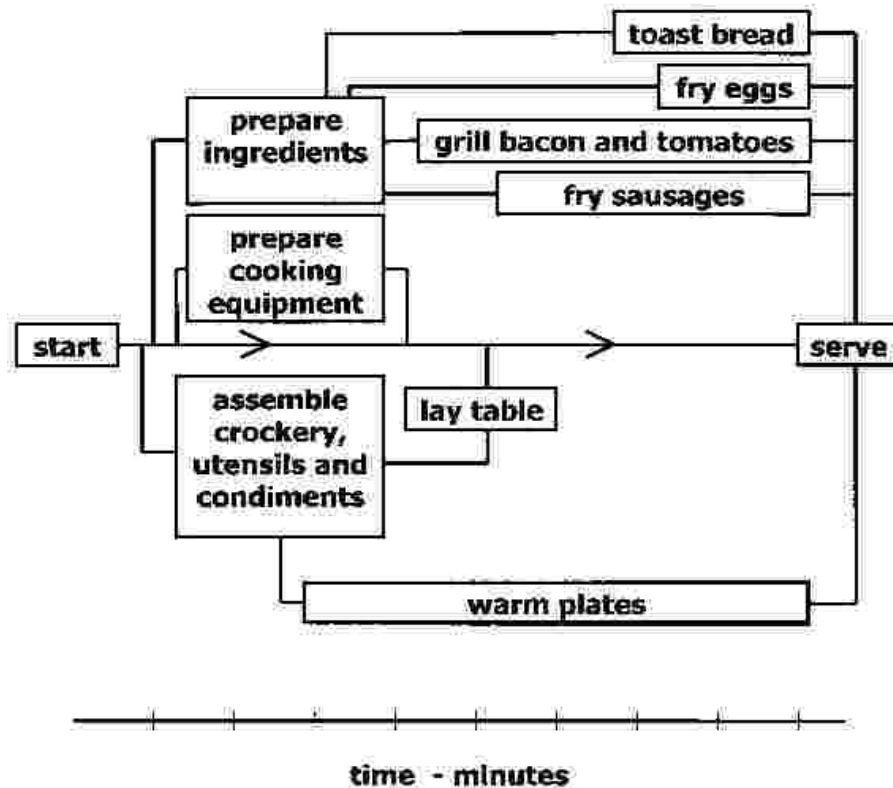 toast bread
fry eggs
prepare
ingredients
grill bacon and tomatoes
fry sausages
prepare
cooking
equipment
start
serve
assemble
crockery,
utensils and
condiments
lay table
warm plates
time - minutes